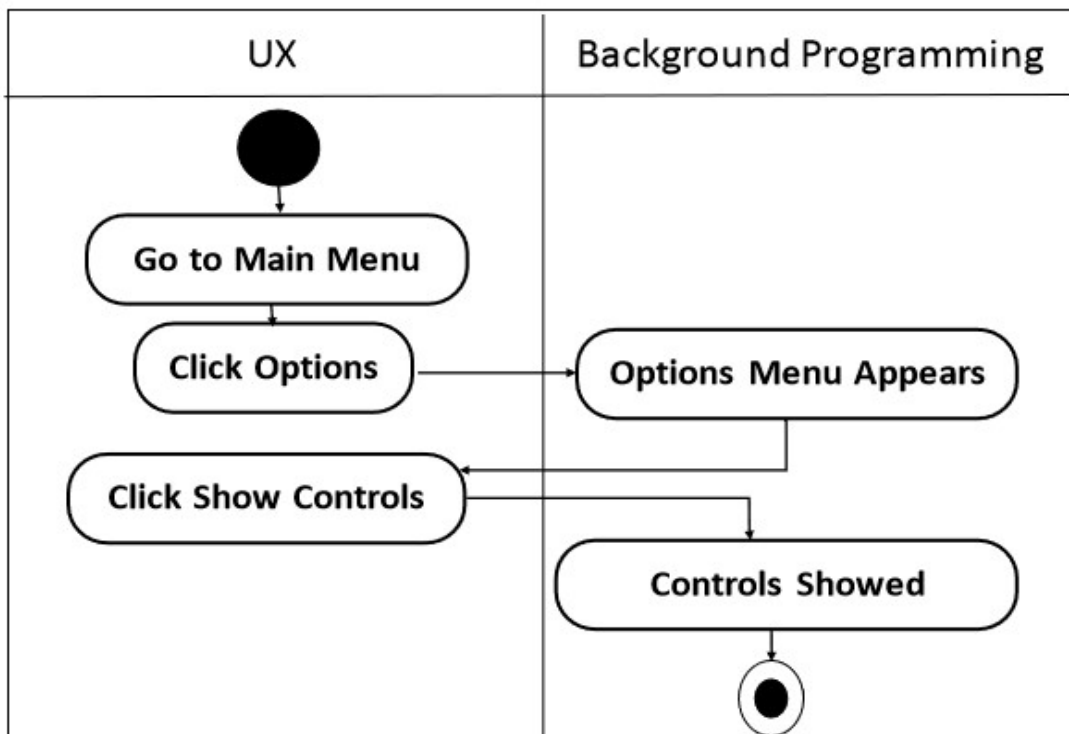 UX
Background Programming
Go to Main Menu
Click Options
Options Menu Appears
Click Show Controls
Controls Showed